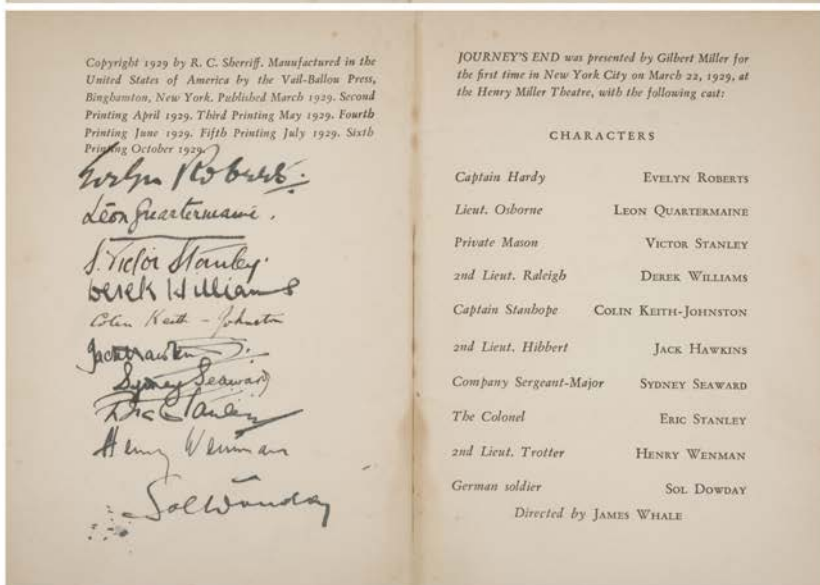 Copyright 1929 by R. C. Sherriff. Manufactured in the
United States of America by the Vail-Ballou Press,
Binghamton, New York. Published March 1929. Second
Printing April 1929. Third Printing May 1929. Fourth
Printing June 1929. Fifth Printing July 1929. Sixth
Printing October 1929.
Evelyn Roberts.
Leon Quartermaine.
S. Victor Stanley.
Derek Williams
Colin Keith-Johnston
Jack Hawkins
Sydney Seaward
Eric Stanley
Henry Wenman
JOURNEY'S END was presented by Gilbert Miller for
the first time in New York City on March 22, 1929, at
the Henry Miller Theatre, with the following cast:
CHARACTERS
Captain Hardy EVELYN ROBERTS
Lieut. Osborne LEON QUARTERMAINE
Private Mason VICTOR STANLEY
2nd Lieut. Raleigh DEREK WILLIAMS
Captain Stanhope COLIN KEITH-JOHNSTON
2nd Lieut. Hibbert JACK HAWKINS
Company Sergeant-Major SYDNEY SEAWARD
The Colonel ERIC STANLEY
2nd Lieut. Trotter HENRY WENMAN
German soldier SOL DOWDAY
Directed by JAMES WHALE